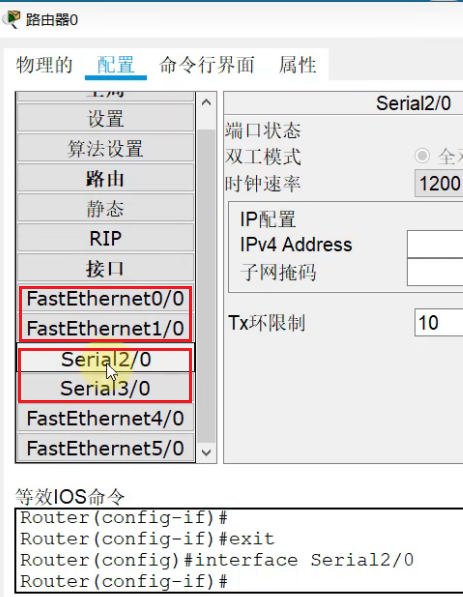 路由器0
物理的 配置 命令行界面 属性
全局
设置
算法设置
路由
静态
RIP
接口
FastEthernet0/0
FastEthernet1/0
Serial2/0
Serial3/0
FastEthernet4/0
FastEthernet5/0
Serial2/0
端口状态
双工模式 全
时钟速率 1200
IP配置
IPv4 Address
子网掩码
Tx环限制 10
等效IOS命令
Router(config-if)#
Router(config-if)#exit
Router(config)#interface Serial2/0
Router(config-if)#